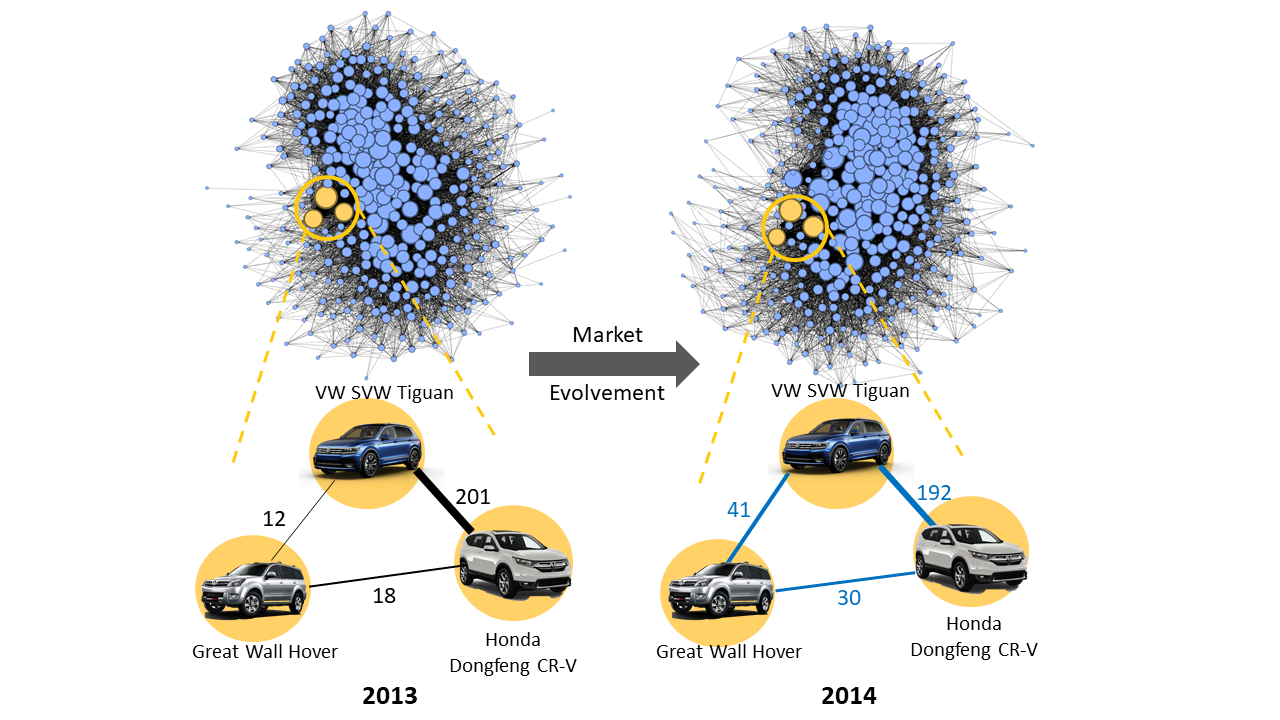 Market
Evolvement
VW SVW Tiguan
201
12
18
Great Wall Hover
Honda
Dongfeng CR-V
2013
VW SVW Tiguan
192
41
30
Great Wall Hover
Honda
Dongfeng CR-V
2014